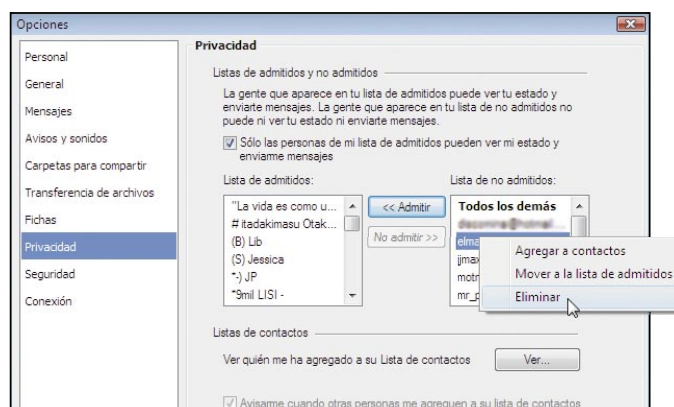 Opciones
Personal
General
Mensajes
Avisos y sonidos
Carpetas para compartir
Transferencia de archivos
Fichas
Privacidad
Seguridad
Conexión
Privacidad
Listas de admitidos y no admitidos
La gente que aparece en tu lista de admitidos puede ver tu estado y
enviarte mensajes. La gente que aparece en tu lista de no admitidos no
puede ni ver tu estado ni enviarte mensajes.
Sólo las personas de mi lista de admitidos pueden ver mi estado y
enviarme mensajes
Lista de admitidos:
"La vida es como u...
# itadakimasu Otak...
(B) Lib
(S) Jessica
*-) JP
*9mil LISI -
<< Admitir
No admitir >>
Lista de no admitidos:
Todos los demás
Agregar a contactos
Mover a la lista de admitidos
Eliminar
Listas de contactos
Ver quién me ha agregado a su Lista de contactos
Ver...
Avisarme cuando otras personas me agreguen a su lista de contactos